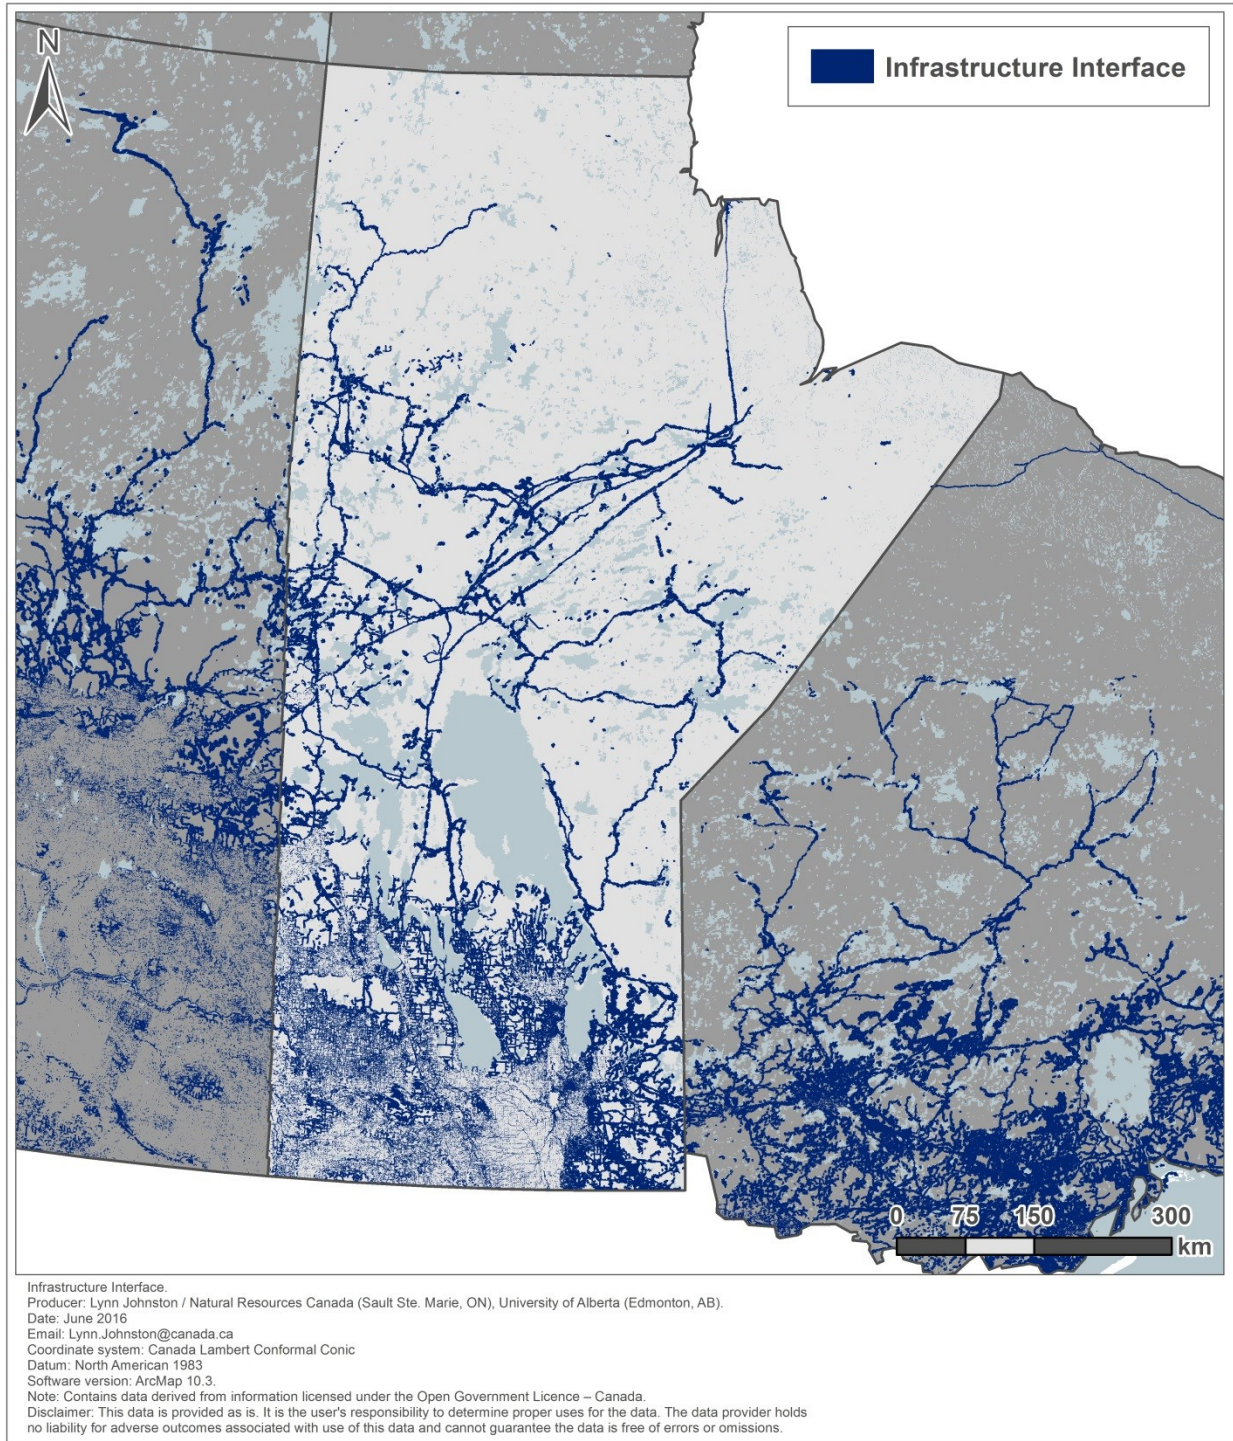 N
Infrastructure Interface
0 75 150 300
km
Infrastructure Interface.
Producer: Lynn Johnston / Natural Resources Canada (Sault Ste. Marie, ON), University of Alberta (Edmonton, AB).
Date: June 2016
Email: Lynn.Johnston@canada.ca
Coordinate system: Canada Lambert Conformal Conic
Datum: North American 1983
Software version: ArcMap 10.3.
Note: Contains data derived from information licensed under the Open Government Licence – Canada.
Disclaimer: This data is provided as is. It is the user's responsibility to determine proper uses for the data. The data provider holds
no liability for adverse outcomes associated with use of this data and cannot guarantee the data is free of errors or omissions.